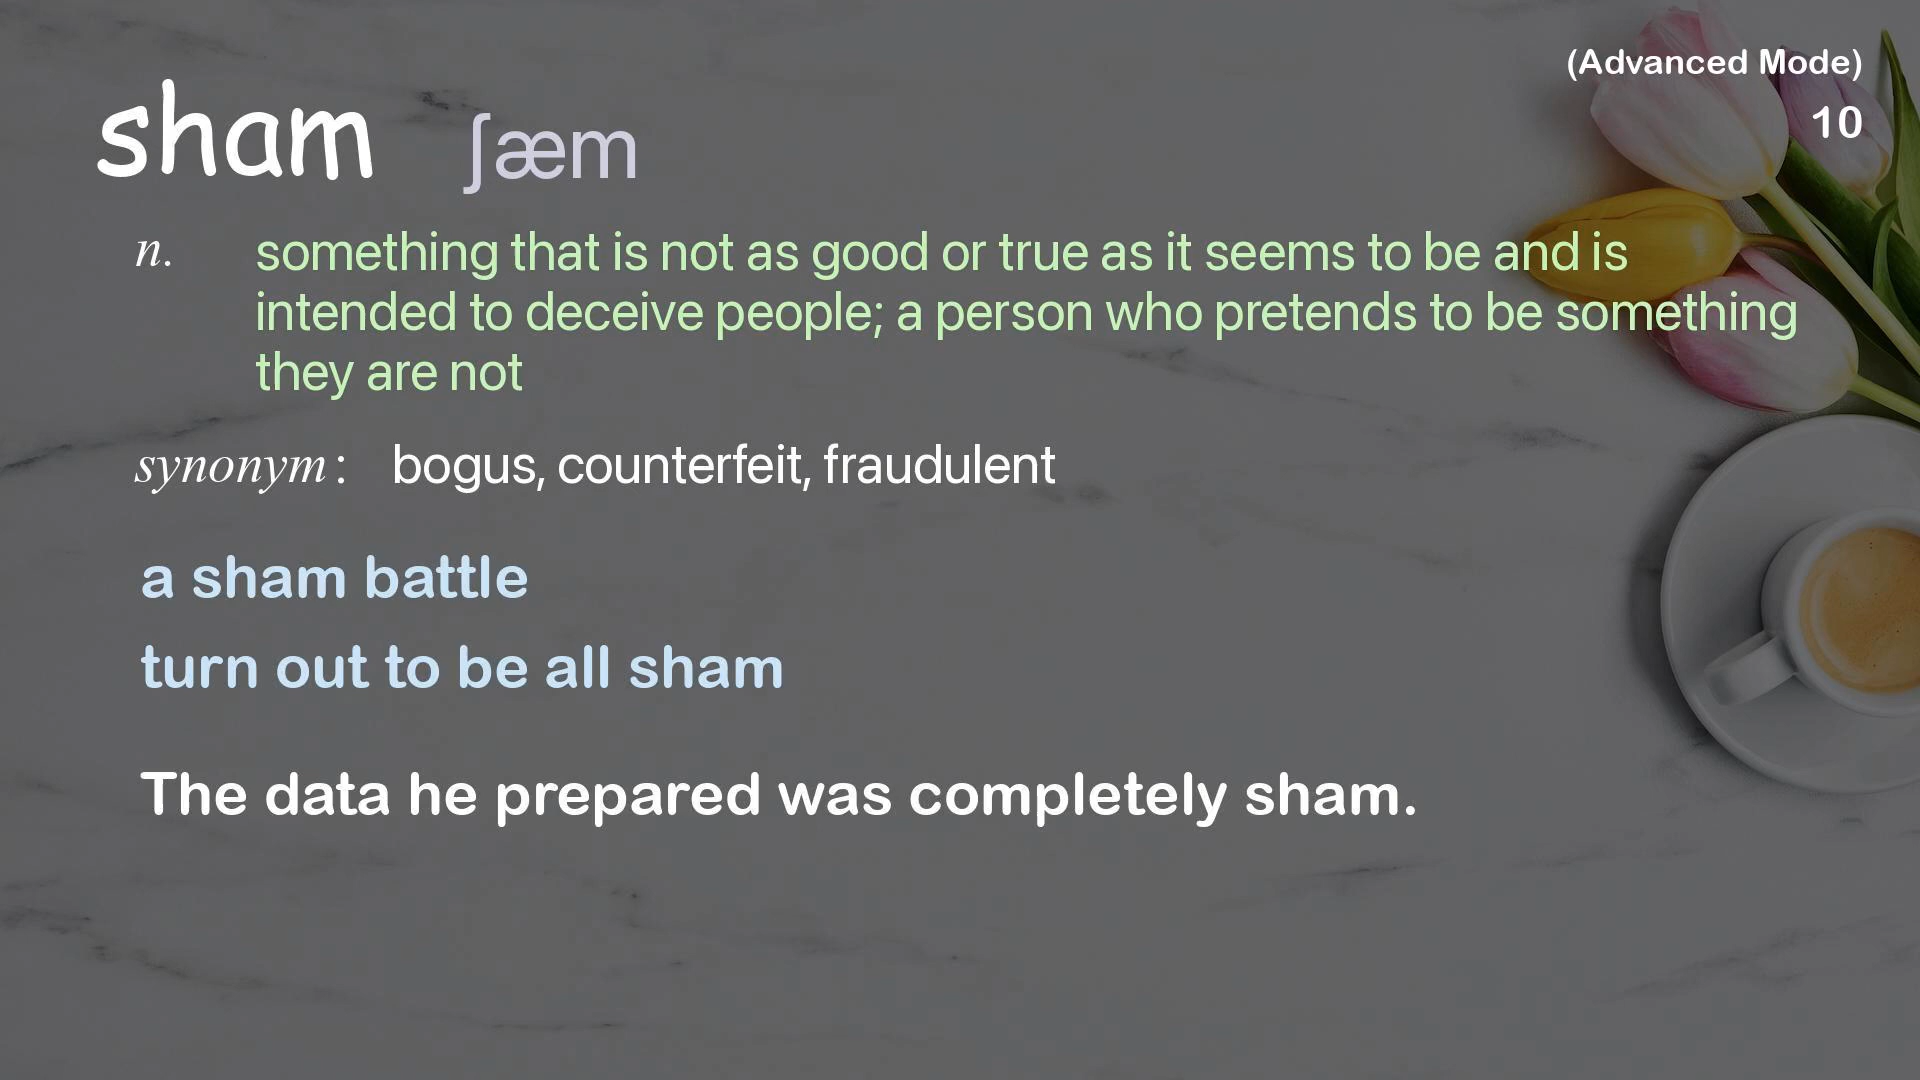 (Advanced Mode)
10
sham ʃæm
n. something that is not as good or true as it seems to be and is
intended to deceive people; a person who pretends to be something
they are not
synonym: bogus, counterfeit, fraudulent
a sham battle
turn out to be all sham
The data he prepared was completely sham.